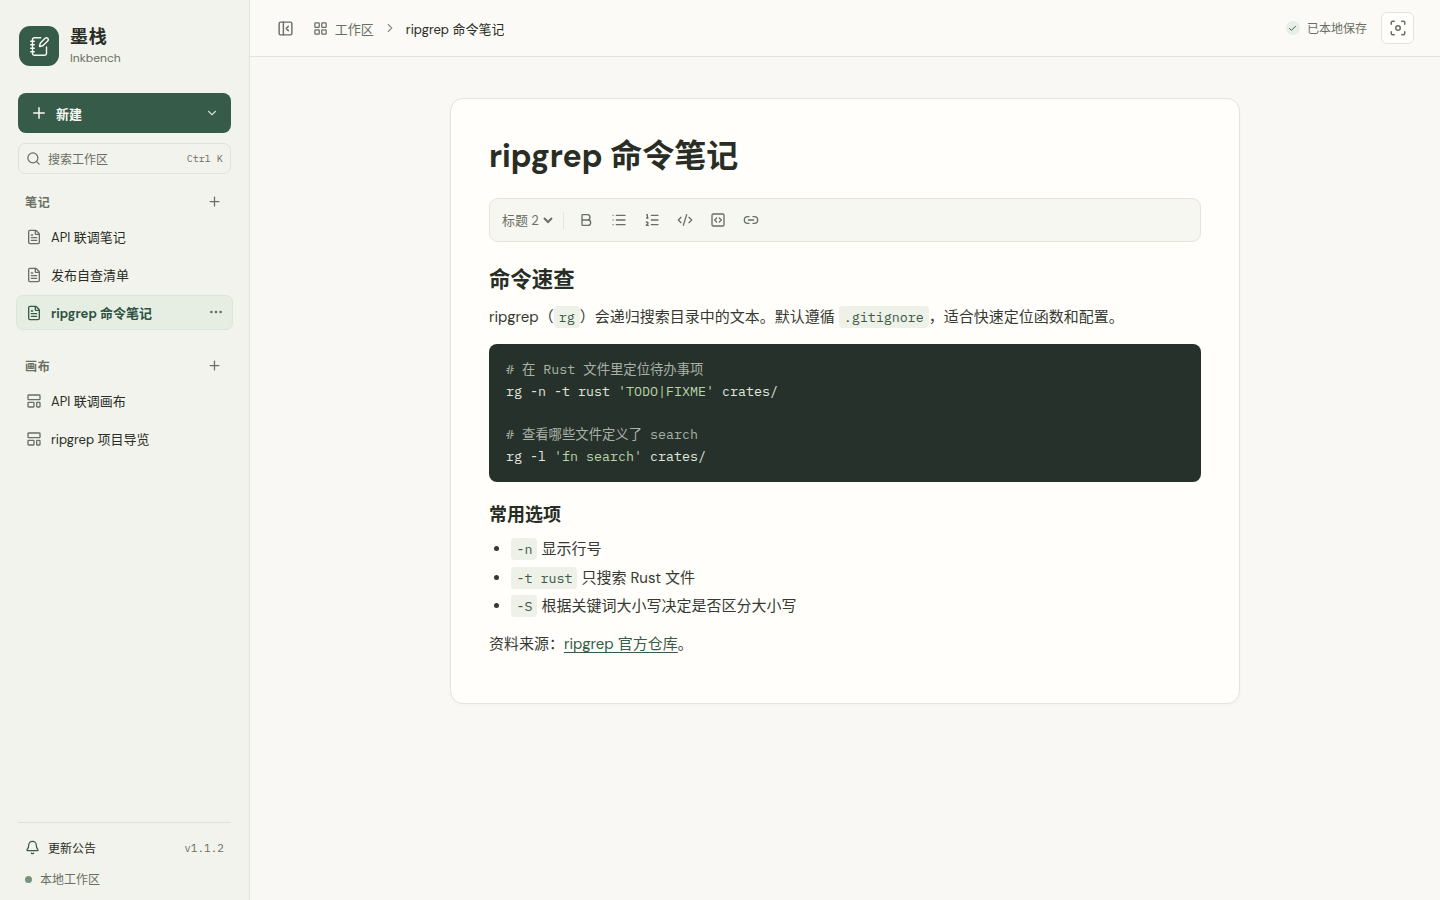 墨栈
Inkbench
新建
搜索工作区 Ctrl K
笔记
API 联调笔记
发布自查清单
ripgrep 命令笔记
画布
API 联调画布
ripgrep 项目导览
更新公告 v1.1.2
本地工作区
工作区 ripgrep 命令笔记
已本地保存
ripgrep 命令笔记
标题 2
命令速查
ripgrep（rg）会递归搜索目录中的文本。默认遵循 .gitignore，适合快速定位函数和配置。
# 在 Rust 文件里定位待办事项
rg -n -t rust 'TODO|FIXME' crates/
# 查看哪些文件定义了 search
rg -l 'fn search' crates/
常用选项
-n 显示行号
-t rust 只搜索 Rust 文件
-S 根据关键词大小写决定是否区分大小写
资料来源：ripgrep 官方仓库。